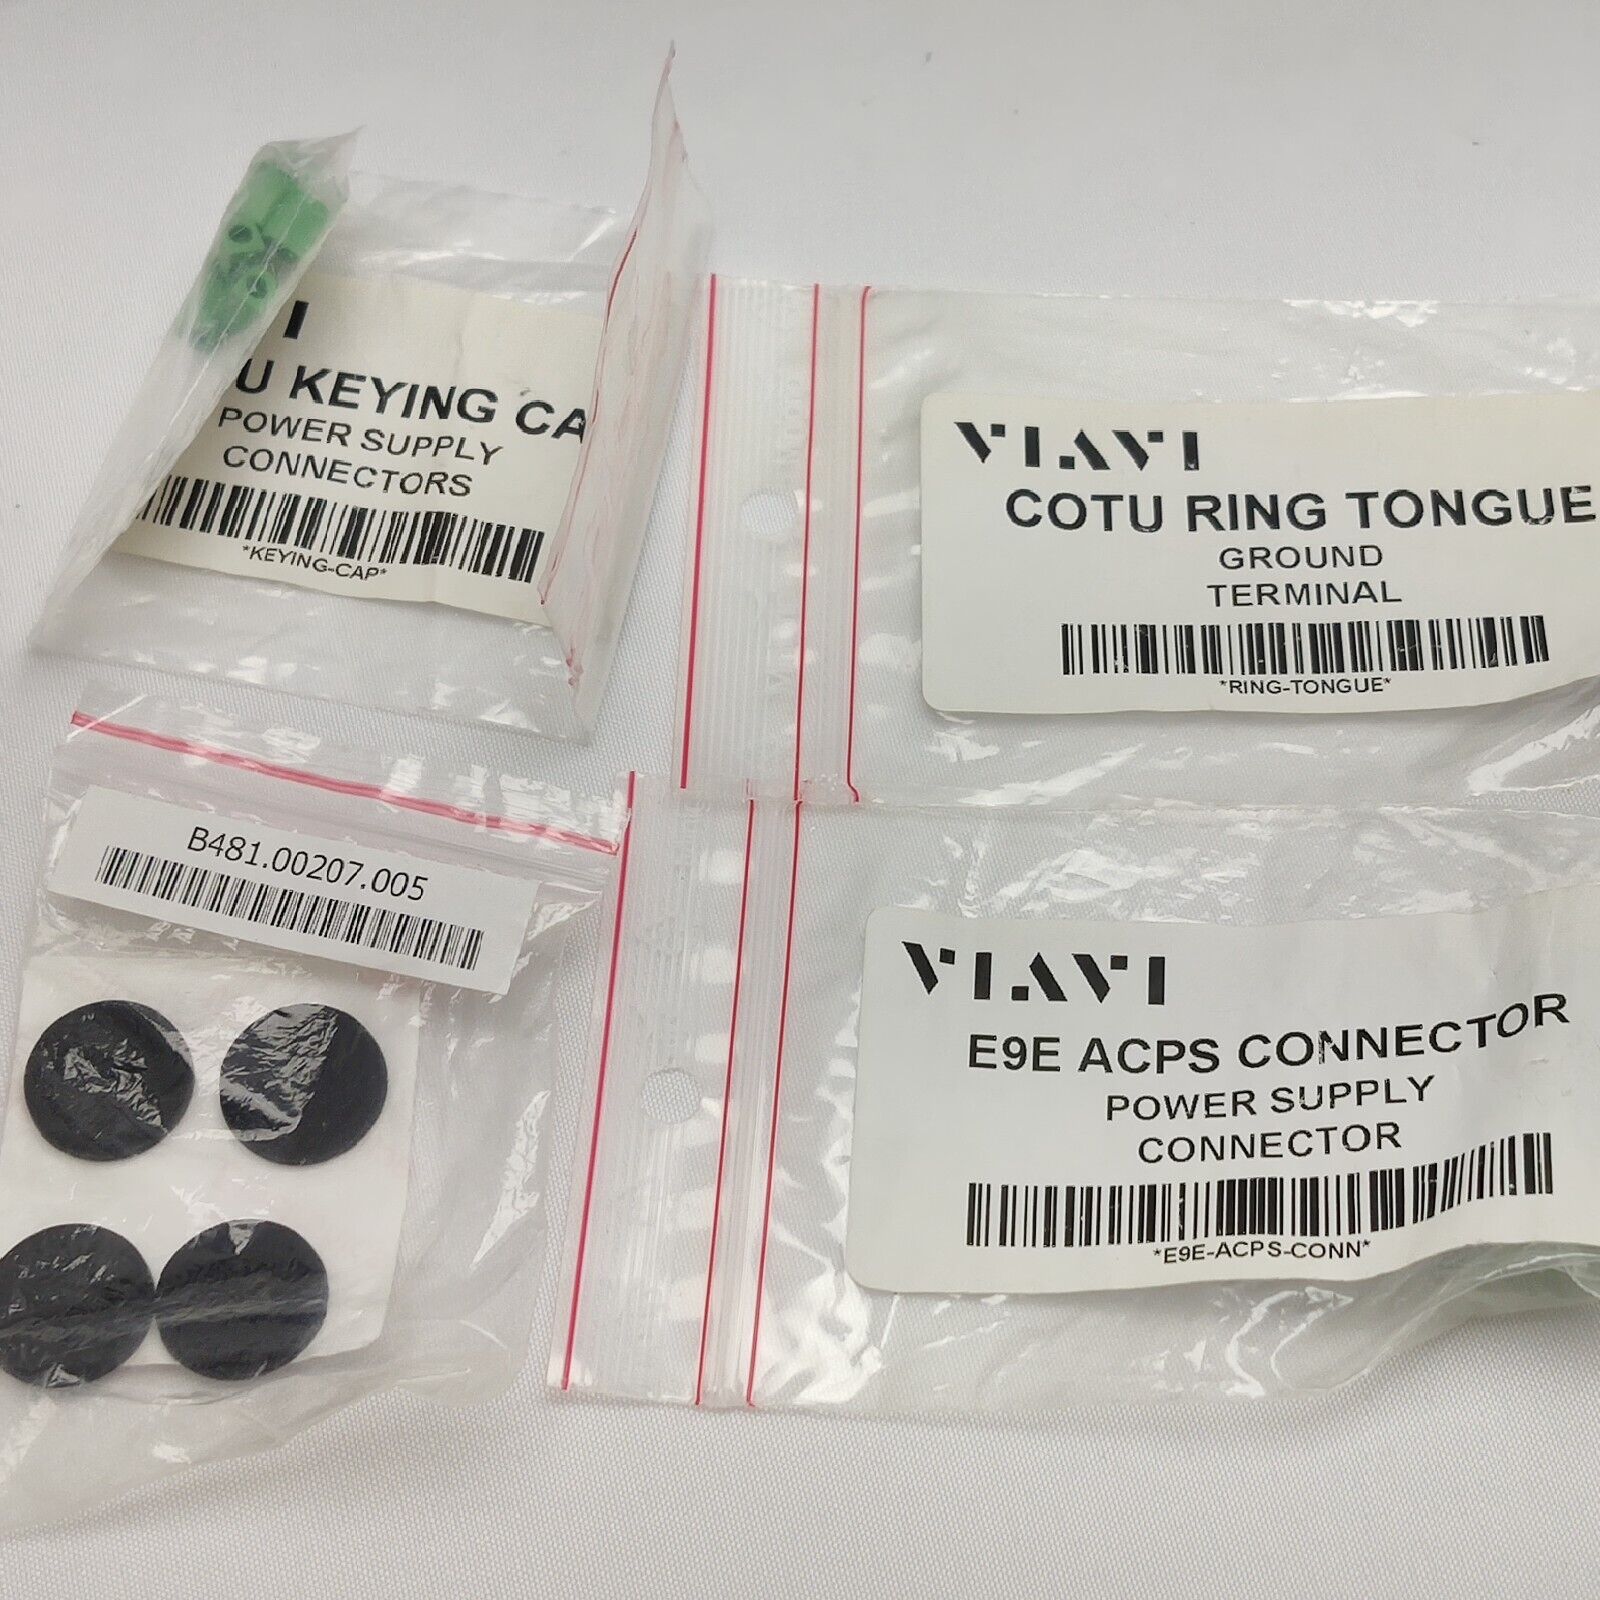 I
U KEYING CA
POWER SUPPLY
CONNECTORS
*KEYING-CAP*
VIAVI
COTU RING TONGUE
GROUND
TERMINAL
*RING-TONGUE*
B481.00207.005
VIAVI
E9E ACPS CONNECTOR
POWER SUPPLY
CONNECTOR
*E9E-ACPS-CONN*